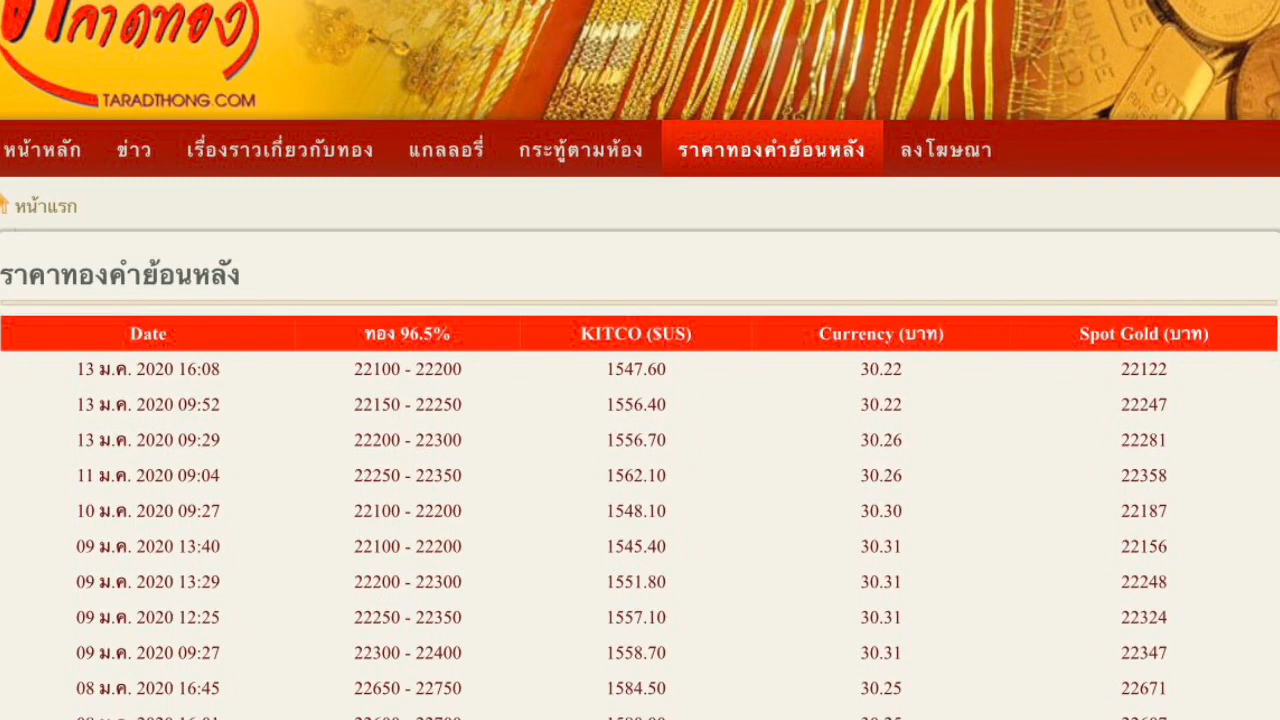 ตลาดทอง
TARADTHONG.COM
OUNCE
หน้าหลัก ข่าว เรื่องราวเกี่ยวกับทอง แกลลอรี่ กระทู้ตามห้อง ราคาทองคำย้อนหลัง ลงโฆษณา
หน้าแรก
ราคาทองคำย้อนหลัง
Date ทอง 96.5% KITCO ($US) Currency (บาท) Spot Gold (บาท)
13 ม.ค. 2020 16:08 22100 - 22200 1547.60 30.22 22122
13 ม.ค. 2020 09:52 22150 - 22250 1556.40 30.22 22247
13 ม.ค. 2020 09:29 22200 - 22300 1556.70 30.26 22281
11 ม.ค. 2020 09:04 22250 - 22350 1562.10 30.26 22358
10 ม.ค. 2020 09:27 22100 - 22200 1548.10 30.30 22187
09 ม.ค. 2020 13:40 22100 - 22200 1545.40 30.31 22156
09 ม.ค. 2020 13:29 22200 - 22300 1551.80 30.31 22248
09 ม.ค. 2020 12:25 22250 - 22350 1557.10 30.31 22324
09 ม.ค. 2020 09:27 22300 - 22400 1558.70 30.31 22347
08 ม.ค. 2020 16:45 22650 - 22750 1584.50 30.25 22671